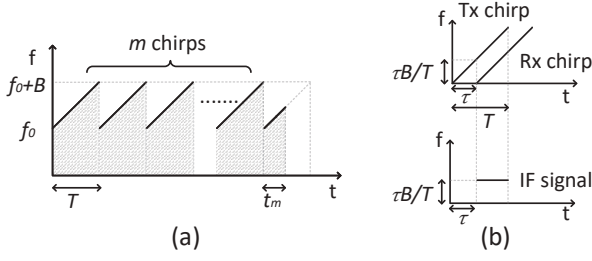 f
m chirps
f₀+B
f₀
........
T
tₘ
t
(a)
Tx chirp
f
Rx chirp
τB/T
τ
t
T
f
IF signal
τB/T
τ
t
(b)